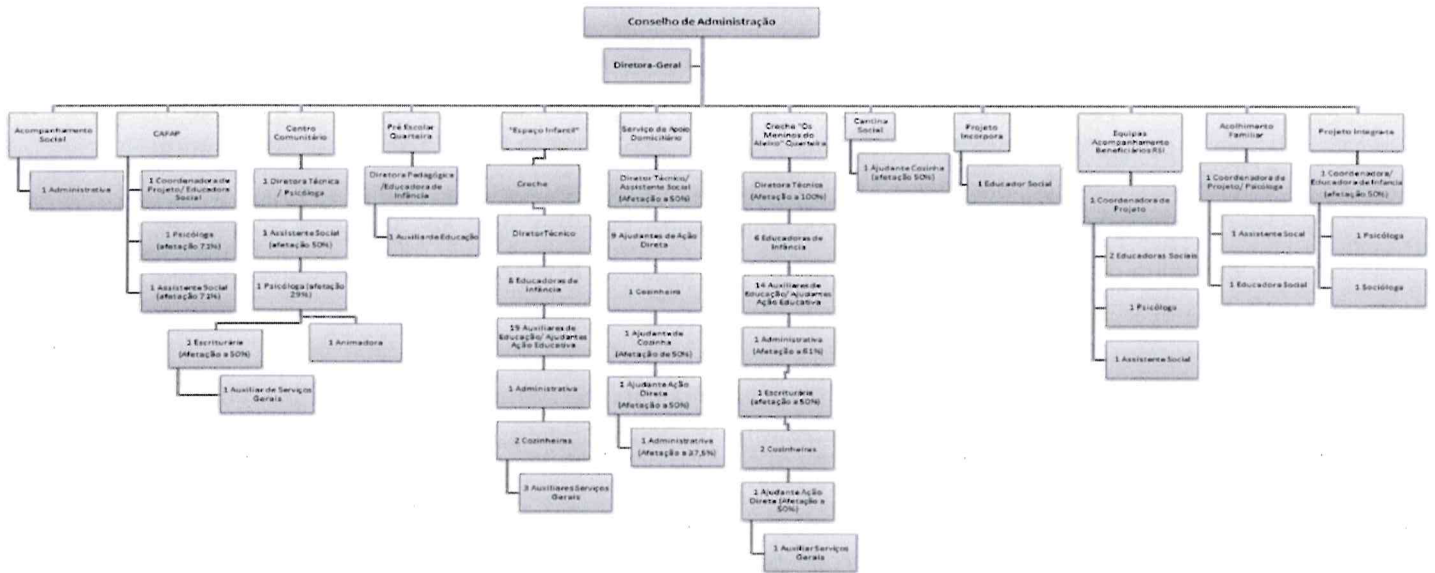 Conselho de Administração
Diretora-Geral
Acompanhamento
Social
1 Administrativa
CAFAP
1 Coordenadora de
Projeto/ Educadora
Social
1 Psicóloga
(afetação 71%)
1 Assistente Social
(afetação 71%)
Centro
Comunitário
1 Diretora Técnica
/ Psicóloga
1 Assistente Social
(afetação 50%)
1 Psicóloga (afetação
29%)
1 Escriturária
(Afetação a 50%)
1 Auxiliar de Serviços
Gerais
1 Animadora
Pré Escolar
Quarteira
Diretora Pedagógica
/Educadora de
Infância
1 Auxiliar de Educação
"Espaço Infantil"
Creche
Diretor Técnico
8 Educadoras de
Infância
19 Auxiliares de
Educação/ Ajudantes
Ação Educativa
1 Administrativa
2 Cozinheiras
3 Auxiliares Serviços
Gerais
Serviço de Apoio
Domiciliário
Diretor Técnico/
Assistente Social
(Afetação a 50%)
9 Ajudantes de Ação
Direta
1 Cozinheira
1 Ajudante de
Cozinha
(Afetação de 50%)
1 Ajudante Ação
Direta
(Afetação a 50%)
1 Administrativa
(Afetação a 37,5%)
Creche "Os
Meninos do
Aleixo" Quarteira
Diretora Técnica
(Afetação a 100%)
6 Educadoras de
Infância
14 Auxiliares de
Educação/ Ajudantes
Ação Educativa
1 Administrativa
(Afetação a 61%)
1 Escriturária
(afetação a 50%)
2 Cozinheiras
1 Ajudante Ação
Direta (Afetação a
50%)
1 Auxiliar Serviços
Gerais
Cantina
Social
1 Ajudante Cozinha
(afetação 50%)
Projeto
Incorpora
1 Educador Social
Equipas
Acompanhamento
Beneficiários RSI
1 Coordenadora de
Projeto
2 Educadoras Sociais
1 Psicóloga
1 Assistente Social
Acolhimento
Familiar
1 Coordenadora de
Projeto/ Psicóloga
1 Assistente Social
1 Educadora Social
Projeto Integrate
1 Coordenadora/
Educadora de Infância
(afetação 50%)
1 Psicóloga
1 Socióloga